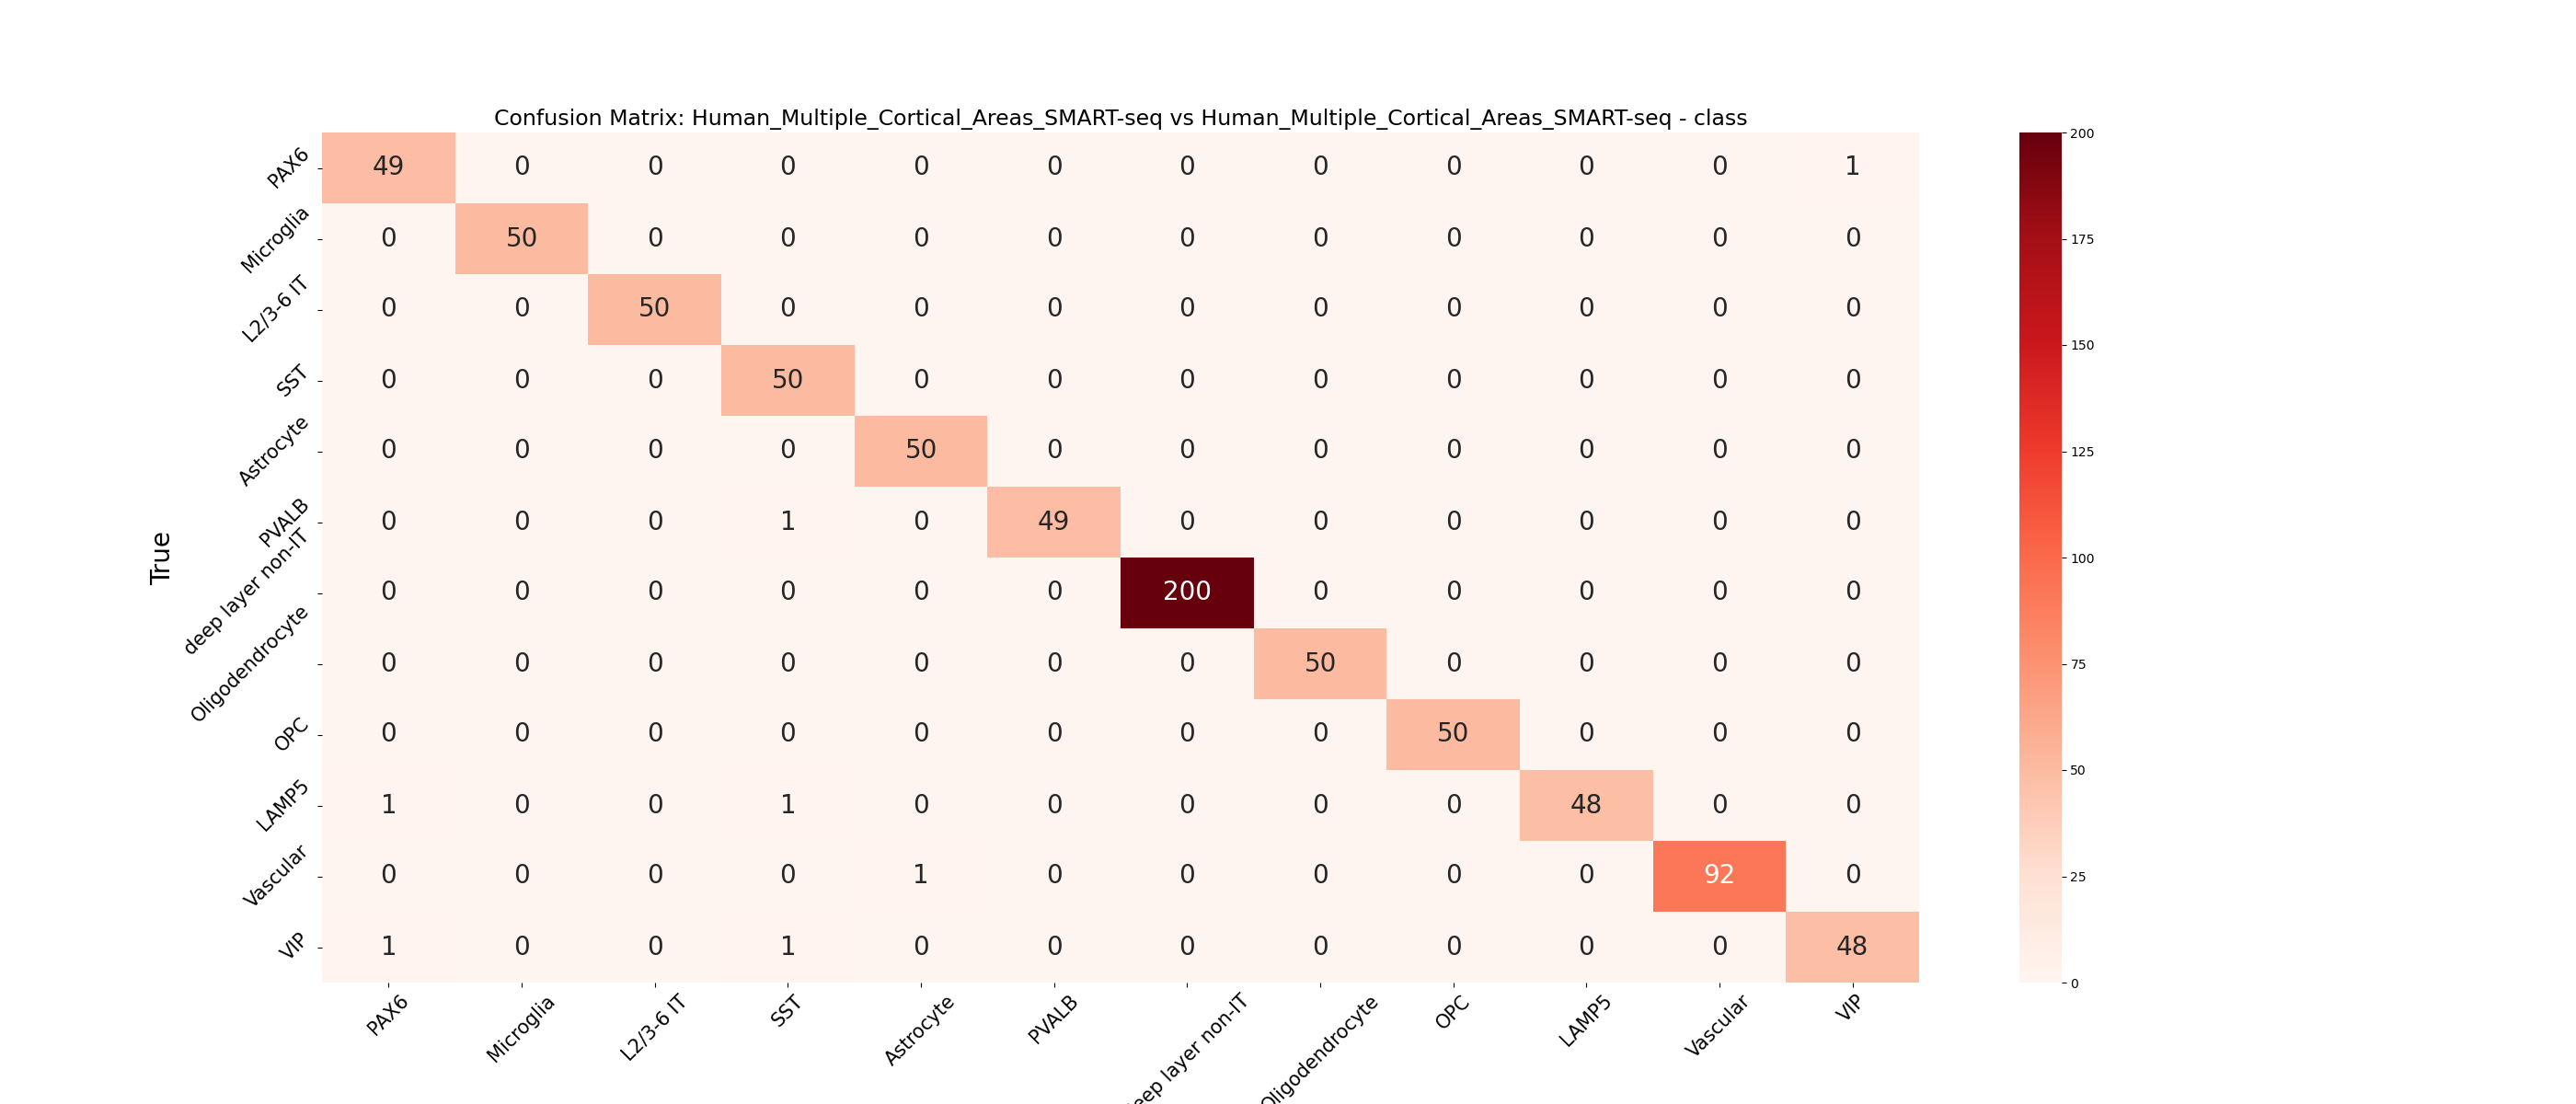 Confusion Matrix: Human_Multiple_Cortical_Areas_SMART-seq vs Human_Multiple_Cortical_Areas_SMART-seq - class
True
PAX6 49 0 0 0 0 0 0 0 0 0 0 1
Microglia 0 50 0 0 0 0 0 0 0 0 0 0
L2/3-6 IT 0 0 50 0 0 0 0 0 0 0 0 0
SST 0 0 0 50 0 0 0 0 0 0 0 0
Astrocyte 0 0 0 0 50 0 0 0 0 0 0 0
PVALB 0 0 0 1 0 49 0 0 0 0 0 0
deep layer non-IT 0 0 0 0 0 0 200 0 0 0 0 0
Oligodendrocyte 0 0 0 0 0 0 0 50 0 0 0 0
OPC 0 0 0 0 0 0 0 0 50 0 0 0
LAMP5 1 0 0 1 0 0 0 0 0 48 0 0
Vascular 0 0 0 0 1 0 0 0 0 0 92 0
VIP 1 0 0 1 0 0 0 0 0 0 0 48
PAX6 Microglia L2/3-6 IT SST Astrocyte PVALB layer non-IT Oligodendrocyte OPC LAMP5 Vascular VIP
200
175
150
125
100
75
50
25
0